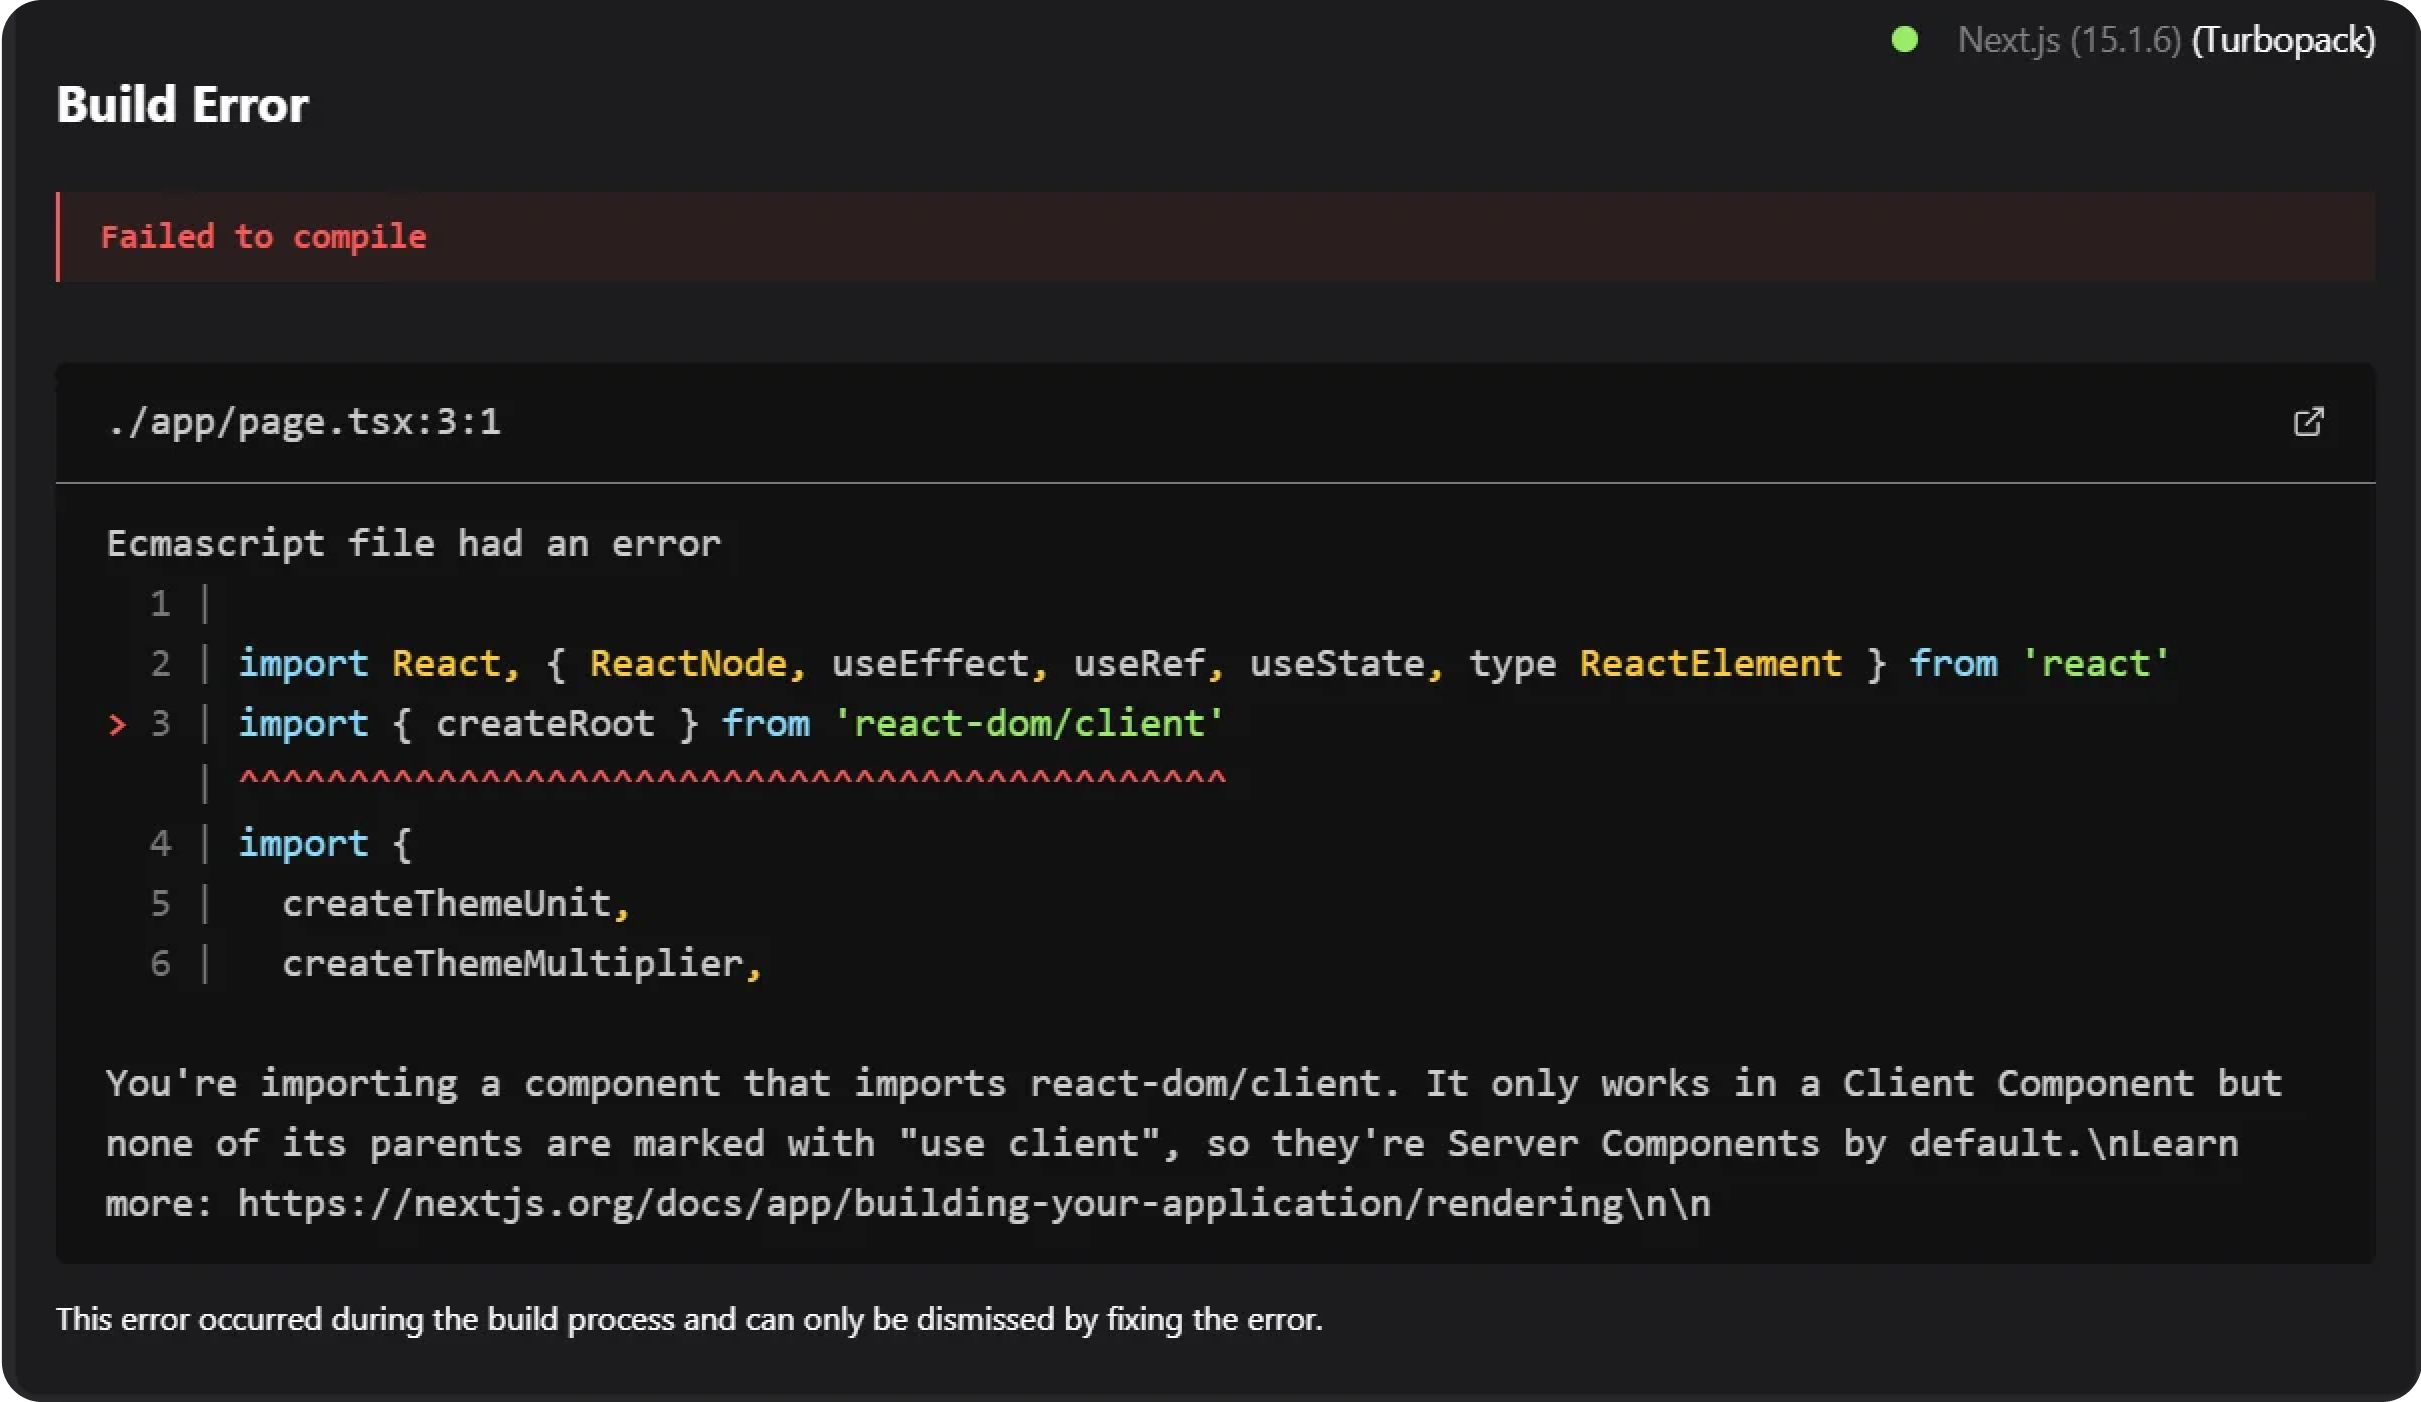 Next.js (15.1.6) (Turbopack)
Build Error
Failed to compile
./app/page.tsx:3:1
Ecmascript file had an error
  1 |
  2 | import React, { ReactNode, useEffect, useRef, useState, type ReactElement } from 'react'
> 3 | import { createRoot } from 'react-dom/client'
    | ^^^^^^^^^^^^^^^^^^^^^^^^^^^^^^^^^^^^^^^^^^^^^
  4 | import {
  5 |   createThemeUnit,
  6 |   createThemeMultiplier,
You're importing a component that imports react-dom/client. It only works in a Client Component but
none of its parents are marked with "use client", so they're Server Components by default.\nLearn
more: https://nextjs.org/docs/app/building-your-application/rendering\n\n
This error occurred during the build process and can only be dismissed by fixing the error.